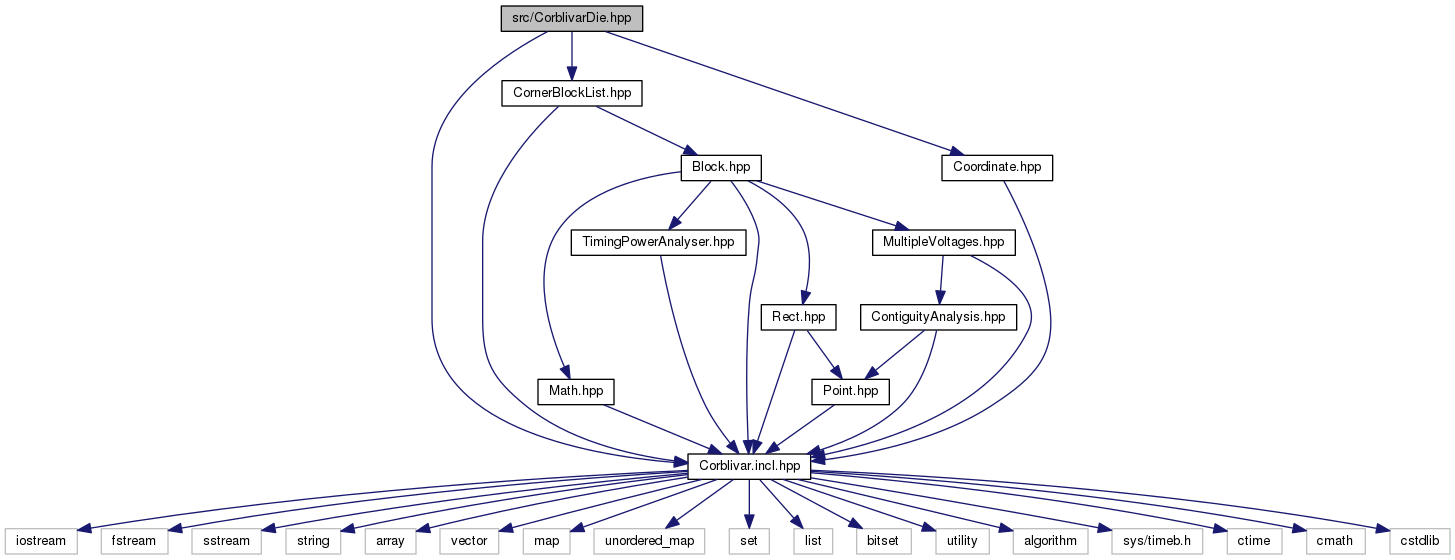 src/CorblivarDie.hpp
CornerBlockList.hpp
Block.hpp
Coordinate.hpp
TimingPowerAnalyser.hpp
MultipleVoltages.hpp
Rect.hpp
ContiguityAnalysis.hpp
Math.hpp
Point.hpp
Corblivar.incl.hpp
iostream
fstream
sstream
string
array
vector
map
unordered_map
set
list
bitset
utility
algorithm
sys/timeb.h
ctime
cmath
cstdlib